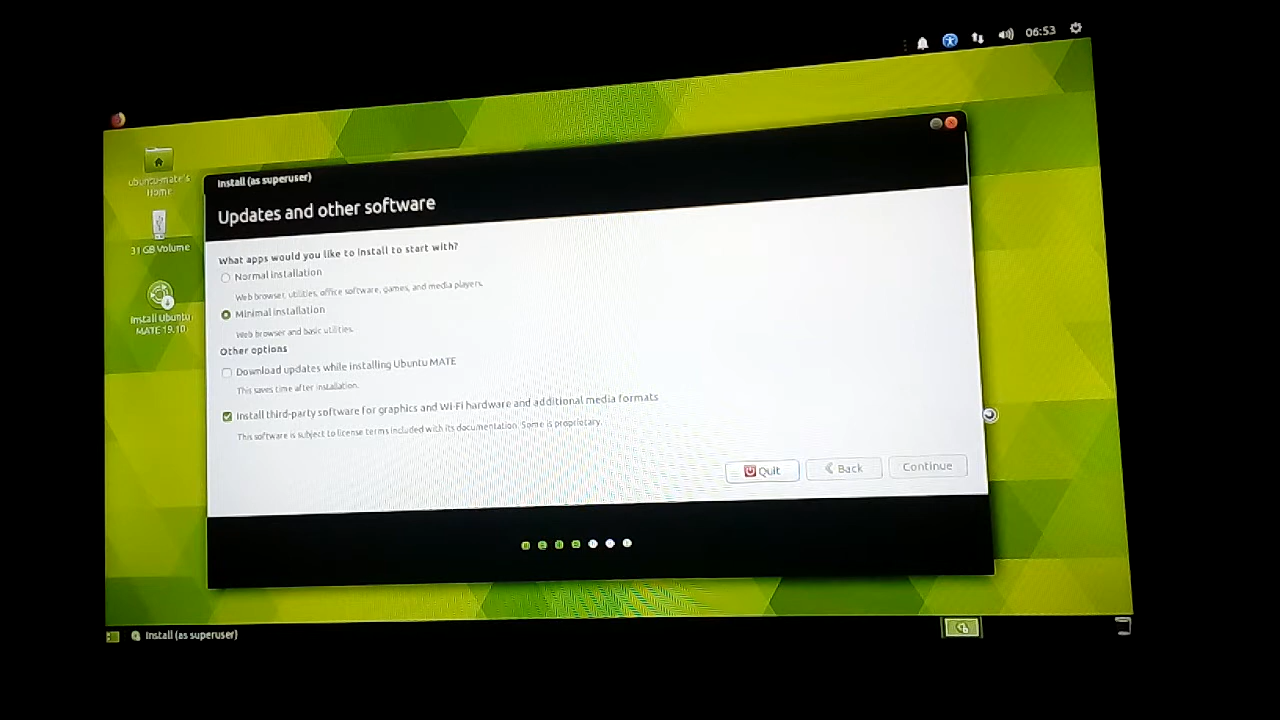 06:53
ubuntu-mate's
Home
31 GB Volume
Install Ubuntu
MATE 19.10
Install (as superuser)
Updates and other software
What apps would you like to install to start with?
Normal installation
Web browser, utilities, office software, games, and media players.
Minimal installation
Web browser and basic utilities.
Other options
Download updates while installing Ubuntu MATE
This saves time after installation.
Install third-party software for graphics and Wi-Fi hardware and additional media formats
This software is subject to license terms included with its documentation. Some is proprietary.
Quit
Back
Continue
Install (as superuser)